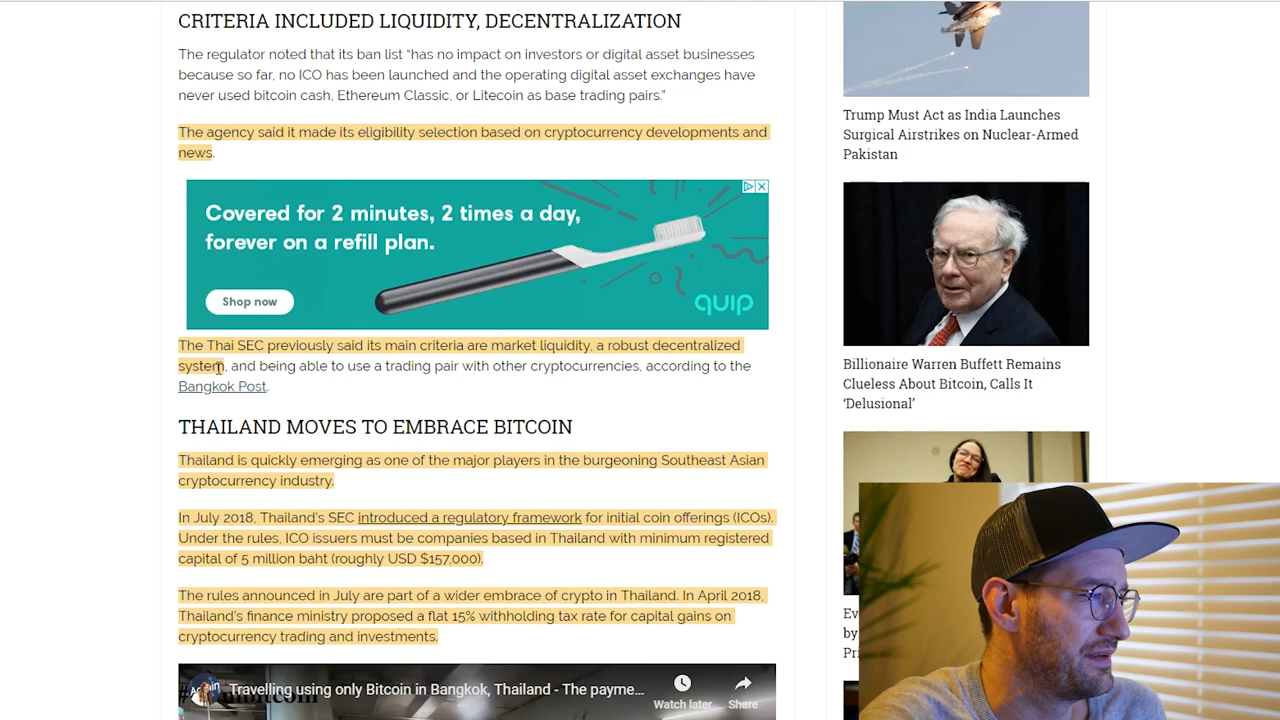 CRITERIA INCLUDED LIQUIDITY, DECENTRALIZATION
The regulator noted that its ban list “has no impact on investors or digital asset businesses
because so far, no ICO has been launched and the operating digital asset exchanges have
never used bitcoin cash, Ethereum Classic, or Litecoin as base trading pairs.”
The agency said it made its eligibility selection based on cryptocurrency developments and
news.
Covered for 2 minutes, 2 times a day,
forever on a refill plan.
Shop now
quip
The Thai SEC previously said its main criteria are market liquidity, a robust decentralized
system, and being able to use a trading pair with other cryptocurrencies, according to the
Bangkok Post.
THAILAND MOVES TO EMBRACE BITCOIN
Thailand is quickly emerging as one of the major players in the burgeoning Southeast Asian
cryptocurrency industry.
In July 2018, Thailand's SEC introduced a regulatory framework for initial coin offerings (ICOs).
Under the rules, ICO issuers must be companies based in Thailand with minimum registered
capital of 5 million baht (roughly USD $157,000).
The rules announced in July are part of a wider embrace of crypto in Thailand. In April 2018,
Thailand's finance ministry proposed a flat 15% withholding tax rate for capital gains on
cryptocurrency trading and investments.
Travelling using only Bitcoin in Bangkok, Thailand - The payme...
Watch later
Share
Trump Must Act as India Launches
Surgical Airstrikes on Nuclear-Armed
Pakistan
Billionaire Warren Buffett Remains
Clueless About Bitcoin, Calls It
‘Delusional’
by